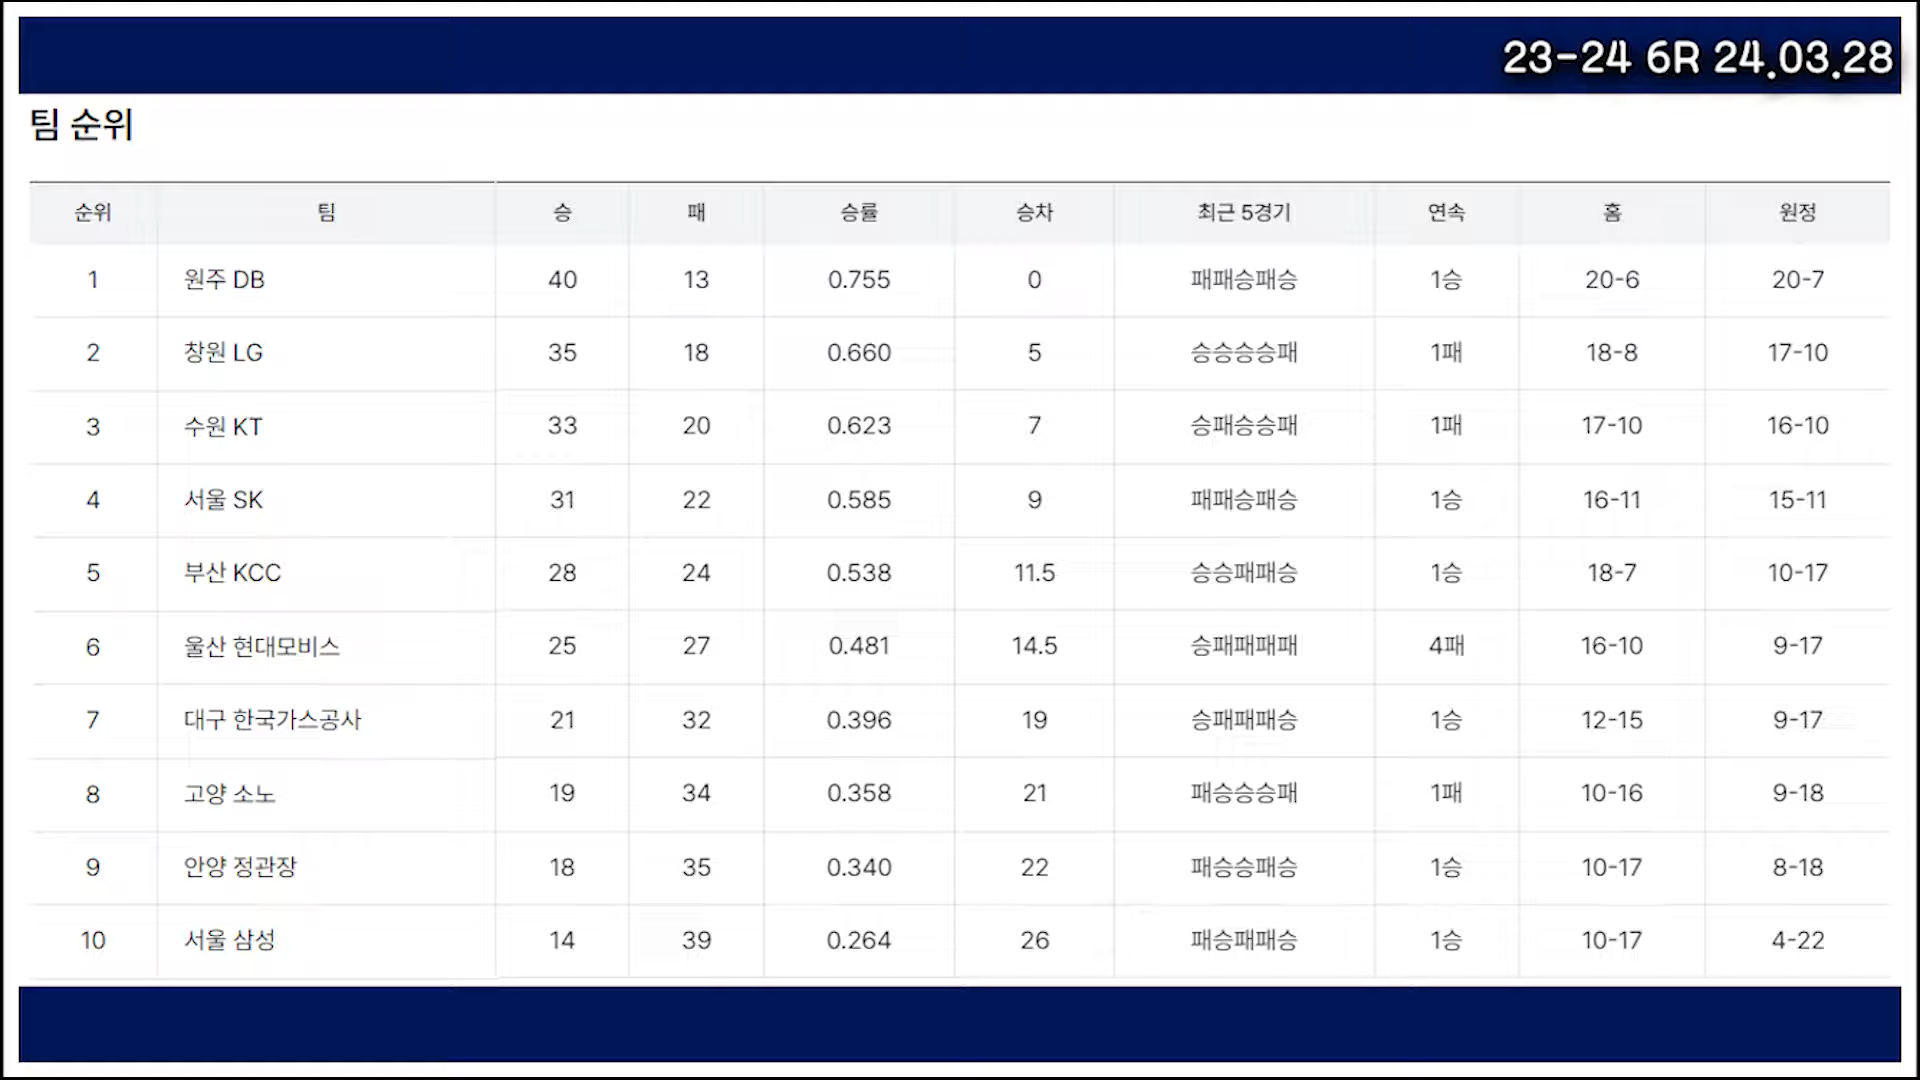 23-24 6R 24.03.28
팀 순위
순위 팀 승 패 승률 승차 최근 5경기 연속 홈 원정
1 원주 DB 40 13 0.755 0 패패승패승 1승 20-6 20-7
2 창원 LG 35 18 0.660 5 승승승승패 1패 18-8 17-10
3 수원 KT 33 20 0.623 7 승패승승패 1패 17-10 16-10
4 서울 SK 31 22 0.585 9 패패승패승 1승 16-11 15-11
5 부산 KCC 28 24 0.538 11.5 승승패패승 1승 18-7 10-17
6 울산 현대모비스 25 27 0.481 14.5 승패패패패 4패 16-10 9-17
7 대구 한국가스공사 21 32 0.396 19 승패패패승 1승 12-15 9-17
8 고양 소노 19 34 0.358 21 패승승승패 1패 10-16 9-18
9 안양 정관장 18 35 0.340 22 패승승패승 1승 10-17 8-18
10 서울 삼성 14 39 0.264 26 패승패패승 1승 10-17 4-22